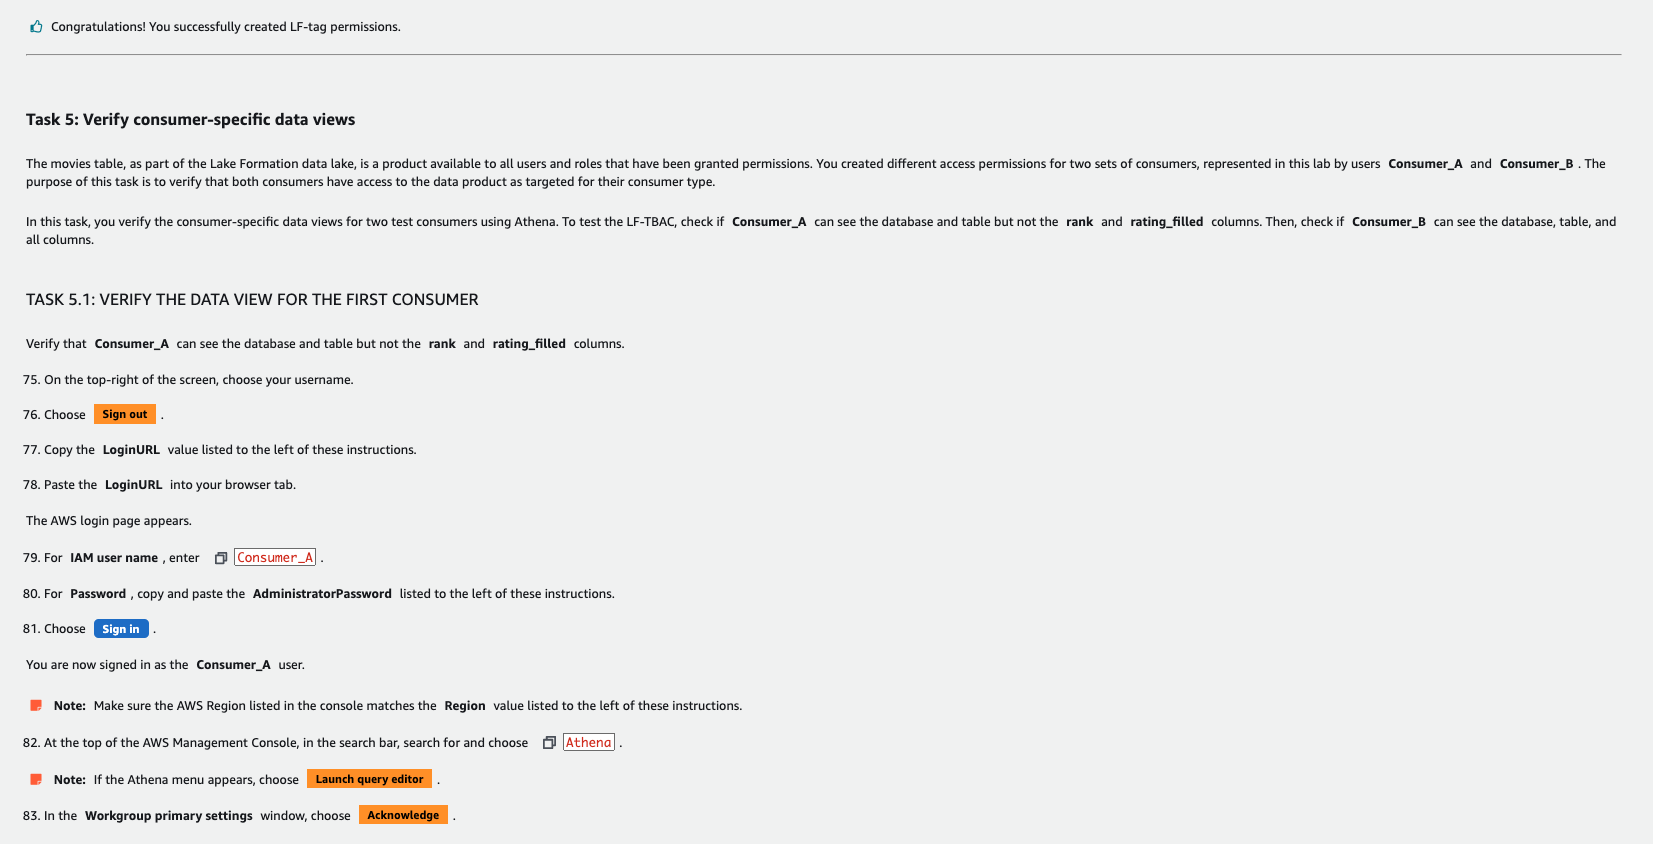 Congratulations! You successfully created LF-tag permissions.
Task 5: Verify consumer-specific data views
The movies table, as part of the Lake Formation data lake, is a product available to all users and roles that have been granted permissions. You created different access permissions for two sets of consumers, represented in this lab by users Consumer_A and Consumer_B . The
purpose of this task is to verify that both consumers have access to the data product as targeted for their consumer type.
In this task, you verify the consumer-specific data views for two test consumers using Athena. To test the LF-TBAC, check if Consumer_A can see the database and table but not the rank and rating_filled columns. Then, check if Consumer_B can see the database, table, and
all columns.
TASK 5.1: VERIFY THE DATA VIEW FOR THE FIRST CONSUMER
Verify that Consumer_A can see the database and table but not the rank and rating_filled columns.
75. On the top-right of the screen, choose your username.
76. Choose Sign out .
77. Copy the LoginURL value listed to the left of these instructions.
78. Paste the LoginURL into your browser tab.
The AWS login page appears.
79. For IAM user name , enter Consumer_A .
80. For Password , copy and paste the AdministratorPassword listed to the left of these instructions.
81. Choose Sign in .
You are now signed in as the Consumer_A user.
Note: Make sure the AWS Region listed in the console matches the Region value listed to the left of these instructions.
82. At the top of the AWS Management Console, in the search bar, search for and choose Athena .
Note: If the Athena menu appears, choose Launch query editor .
83. In the Workgroup primary settings window, choose Acknowledge .